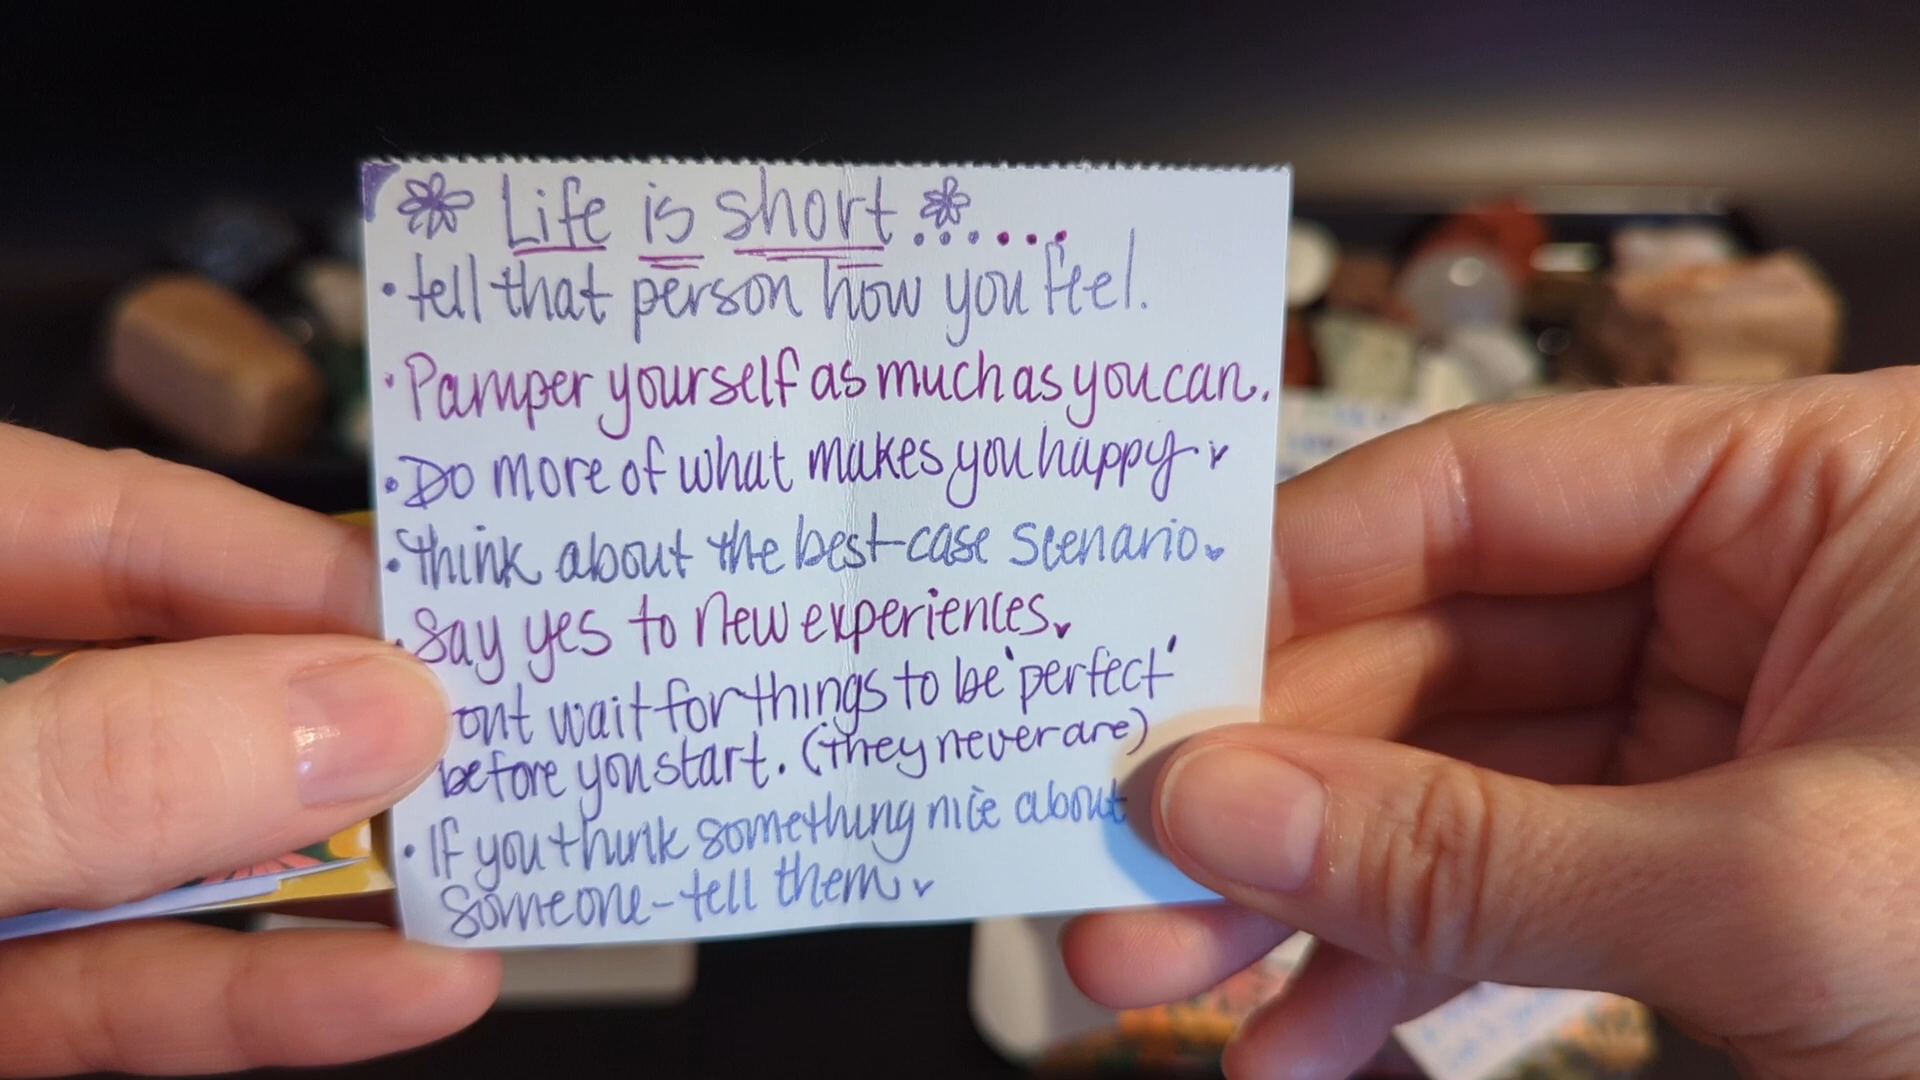 Life is short ......
• tell that person how you feel.
• Pamper yourself as much as you can.
• Do more of what makes you happy.
• Think about the best-case scenario.
• Say yes to new experiences.
ont wait for things to be 'perfect'
before you start. (they never are)
• If you think something nice about
Someone - tell them